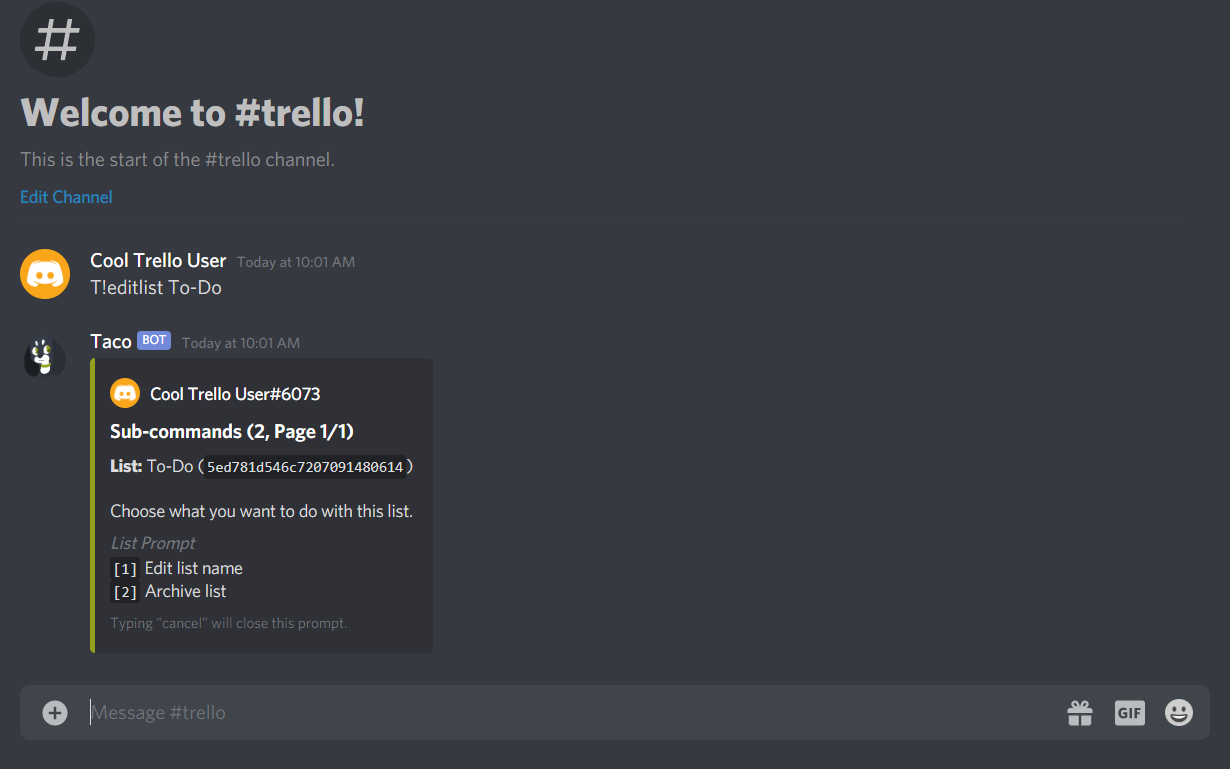 #
Welcome to #trello!
This is the start of the #trello channel.
Edit Channel
Cool Trello User Today at 10:01 AM
T!editlist To-Do
Taco BOT Today at 10:01 AM
Cool Trello User#6073
Sub-commands (2, Page 1/1)
List: To-Do (5ed781d546c7207091480614)
Choose what you want to do with this list.
List Prompt
[1] Edit list name
[2] Archive list
Typing "cancel" will close this prompt.
Message #trello GIF